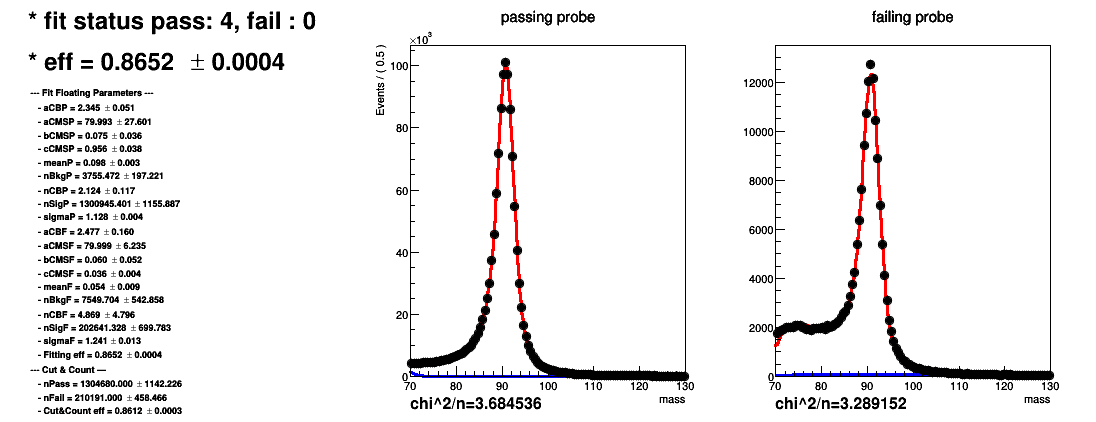 * fit status pass: 4, fail : 0
* eff = 0.8652 ± 0.0004
--- Fit Floating Parameters ---
- aCBP = 2.345 ± 0.051
- aCMSP = 79.993 ± 27.601
- bCMSP = 0.075 ± 0.036
- cCMSP = 0.956 ± 0.038
- meanP = 0.098 ± 0.003
- nBkgP = 3755.472 ± 197.221
- nCBP = 2.124 ± 0.117
- nSigP = 1300945.401 ± 1155.887
- sigmaP = 1.128 ± 0.004
- aCBF = 2.477 ± 0.160
- aCMSF = 79.999 ± 6.235
- bCMSF = 0.060 ± 0.052
- cCMSF = 0.036 ± 0.004
- meanF = 0.054 ± 0.009
- nBkgF = 7549.704 ± 542.858
- nCBF = 4.869 ± 4.796
- nSigF = 202641.328 ± 699.783
- sigmaF = 1.241 ± 0.013
- Fitting eff = 0.8652 ± 0.0004
--- Cut & Count ---
- nPass = 1304680.000 ± 1142.226
- nFail = 210191.000 ± 458.466
- Cut&Count eff = 0.8612 ± 0.0003
passing probe
×10³
Events / ( 0.5 )
100
80
60
40
20
0
70 80 90 100 110 120 130
mass
chi^2/n=3.684536
failing probe
12000
10000
8000
6000
4000
2000
0
70 80 90 100 110 120 130
mass
chi^2/n=3.289152